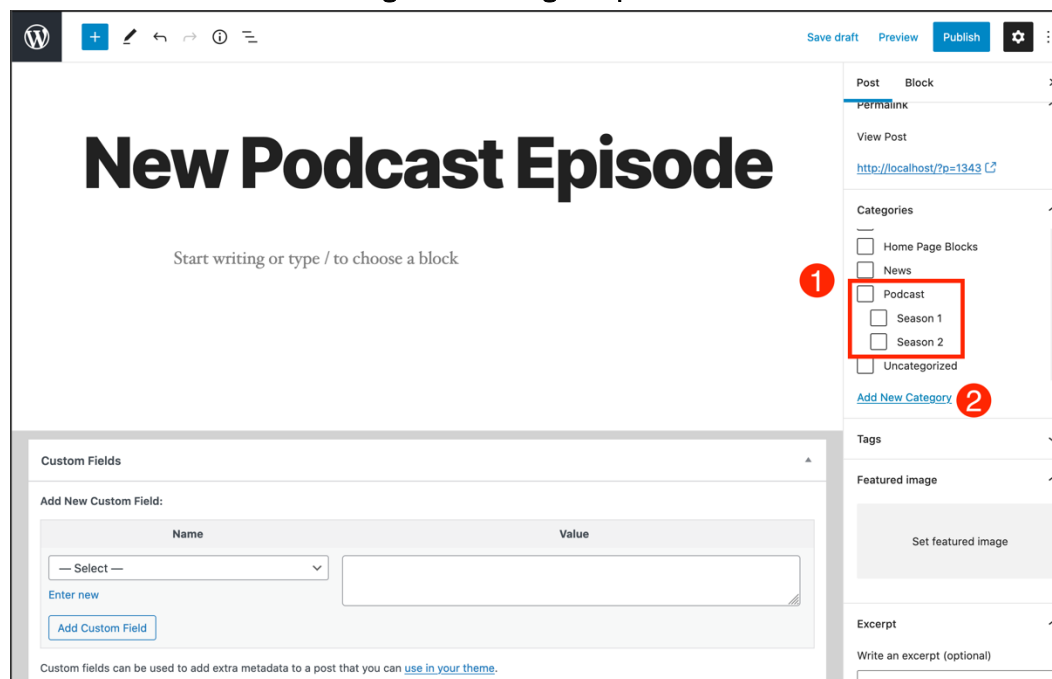 Save draft Preview Publish
Post Block
Permalink
View Post
http://localhost/?p=1343
New Podcast Episode
Start writing or type / to choose a block
Categories
Home Page Blocks
News
1
Podcast
Season 1
Season 2
Uncategorized
Add New Category 2
Tags
Featured image
Set featured image
Excerpt
Write an excerpt (optional)
Custom Fields
Add New Custom Field:
Name Value
— Select —
Enter new
Add Custom Field
Custom fields can be used to add extra metadata to a post that you can use in your theme.